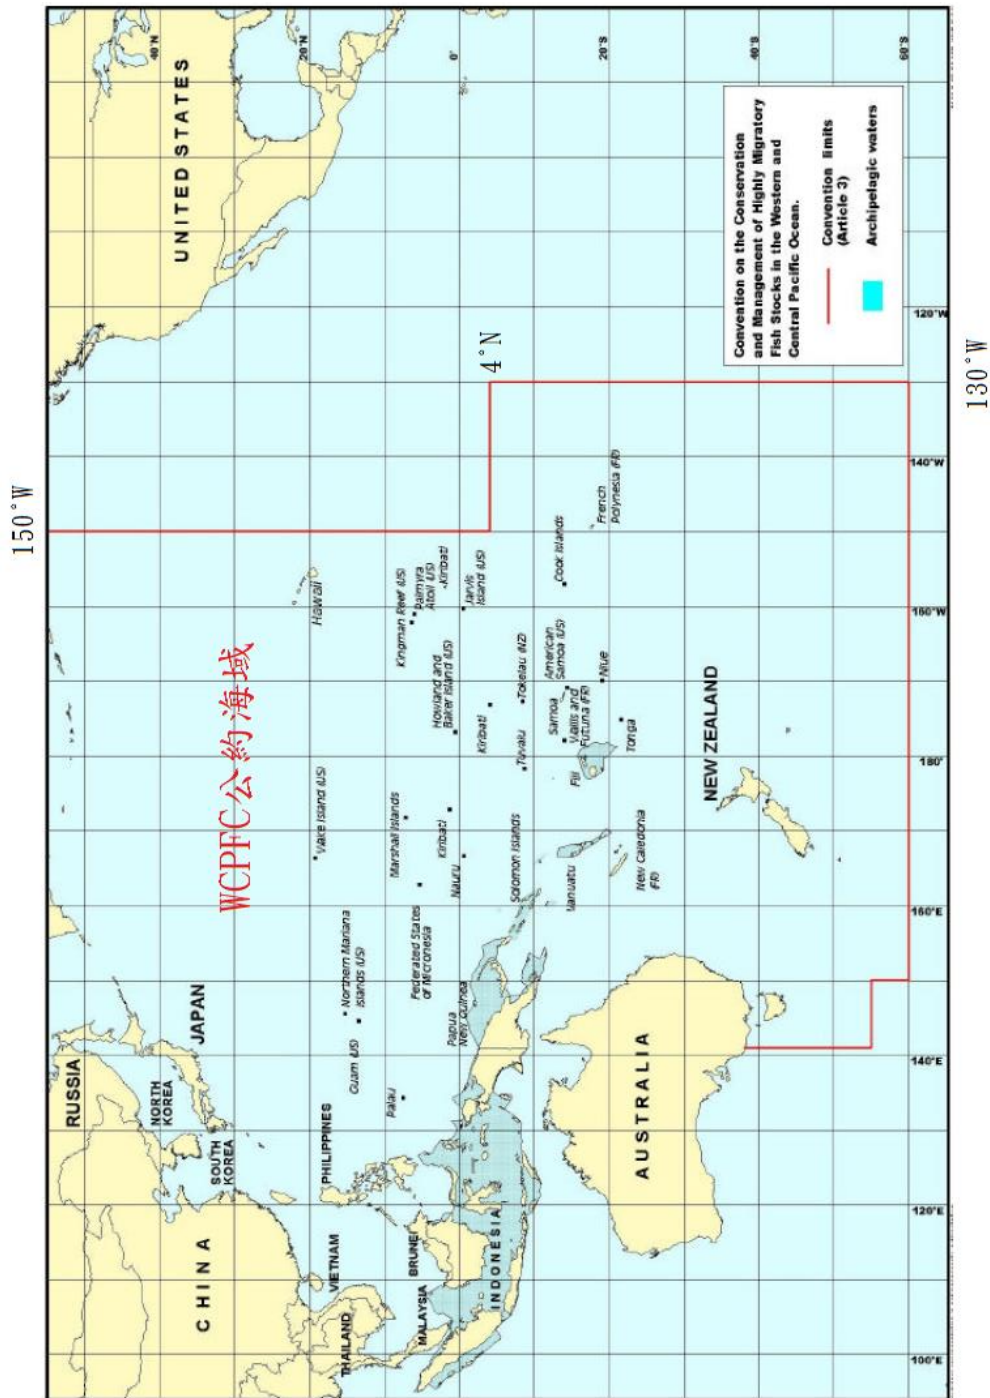 150°W
130°W
4°N
WCPFC公約海域
UNITED STATES
RUSSIA
NORTH
KOREA
SOUTH
KOREA
JAPAN
CHINA
VIETNAM
THAILAND
PHILIPPINES
BRUNEI
MALAYSIA
INDONESIA
AUSTRALIA
NEW ZEALAND
Hawaii
Wake Island (US)
Northern Mariana
Islands (US)
Guam (US)
Palau
Federated States
of Micronesia
Marshall Islands
Papua
New Guinea
Nauru
Kiribati
Howland and
Baker Island (US)
Kingman Reef (US)
Palmyra
Atoll (US)
Kiribati
Jarvis
Island (US)
Kiribati
Solomon Islands
Tuvalu
Tokelau (NZ)
Vanuatu
Fiji
Samoa
Wallis and
Futuna (FR)
American
Samoa (US)
Cook Islands
Niue
Tonga
New Caledonia
(FR)
French
Polynesia (FR)
Convention on the Conservation
and Management of Highly Migratory
Fish Stocks in the Western and
Central Pacific Ocean.
Convention limits
(Article 3)
Archipelagic waters
40°N
20°N
0°
20°S
40°S
60°S
100°E
120°E
140°E
160°E
180°
160°W
140°W
120°W